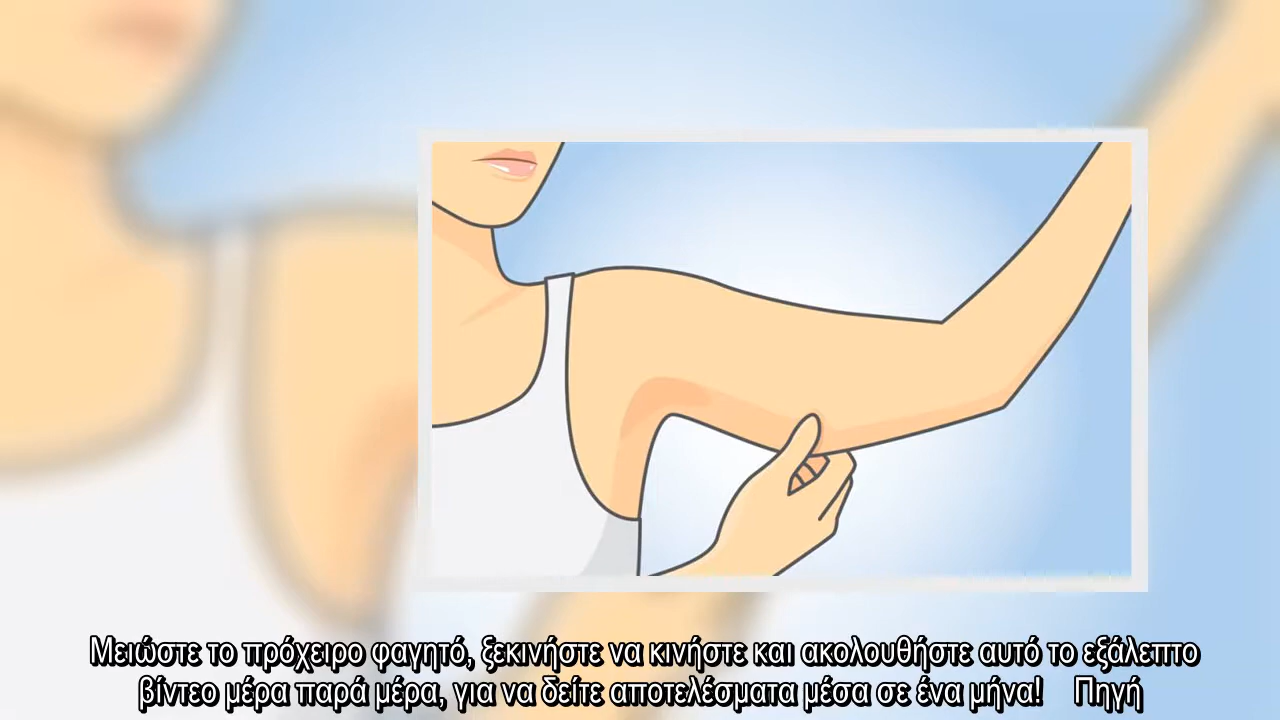 Μειώστε το πρόχειρο φαγητό, ξεκινήστε να κινήστε και ακολουθήστε αυτό το εξάλεπτο
βίντεο μέρα παρά μέρα, για να δείτε αποτελέσματα μέσα σε ένα μήνα! Πηγή